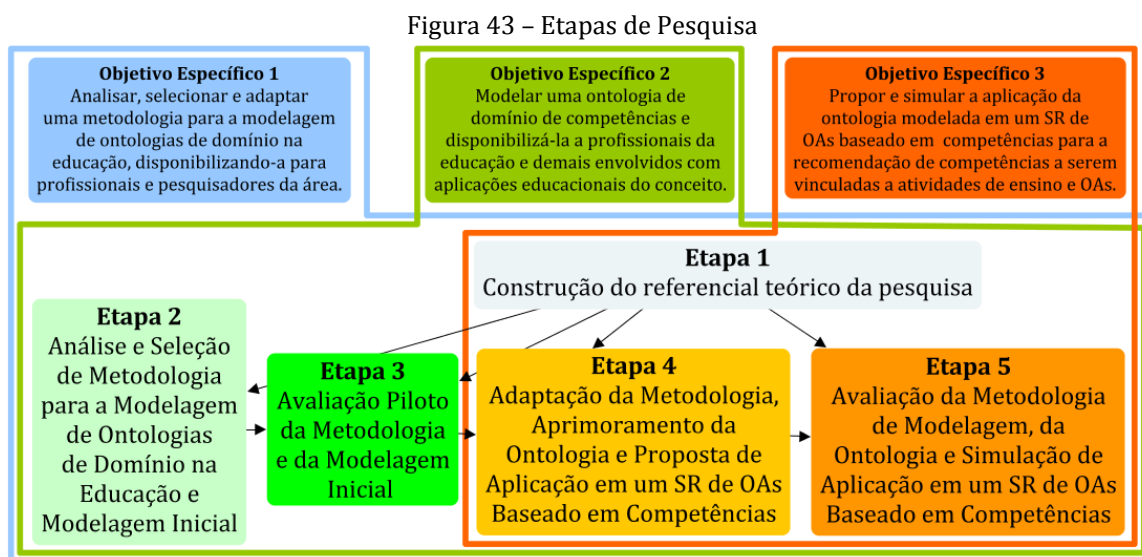 Figura 43 – Etapas de Pesquisa
Objetivo Específico 1
Analisar, selecionar e adaptar
uma metodologia para a modelagem
de ontologias de domínio na
educação, disponibilizando-a para
profissionais e pesquisadores da área.
Objetivo Específico 2
Modelar uma ontologia de
domínio de competências e
disponibilizá-la a profissionais da
educação e demais envolvidos com
aplicações educacionais do conceito.
Objetivo Específico 3
Propor e simular a aplicação da
ontologia modelada em um SR de
OAs baseado em competências para a
recomendação de competências a serem
vinculadas a atividades de ensino e OAs.
Etapa 1
Construção do referencial teórico da pesquisa
Etapa 2
Análise e Seleção
de Metodologia
para a Modelagem
de Ontologias
de Domínio na
Educação e
Modelagem Inicial
Etapa 3
Avaliação Piloto
da Metodologia
e da Modelagem
Inicial
Etapa 4
Adaptação da Metodologia,
Aprimoramento da
Ontologia e Proposta de
Aplicação em um SR de OAs
Baseado em Competências
Etapa 5
Avaliação da Metodologia
de Modelagem, da
Ontologia e Simulação de
Aplicação em um SR de OAs
Baseado em Competências